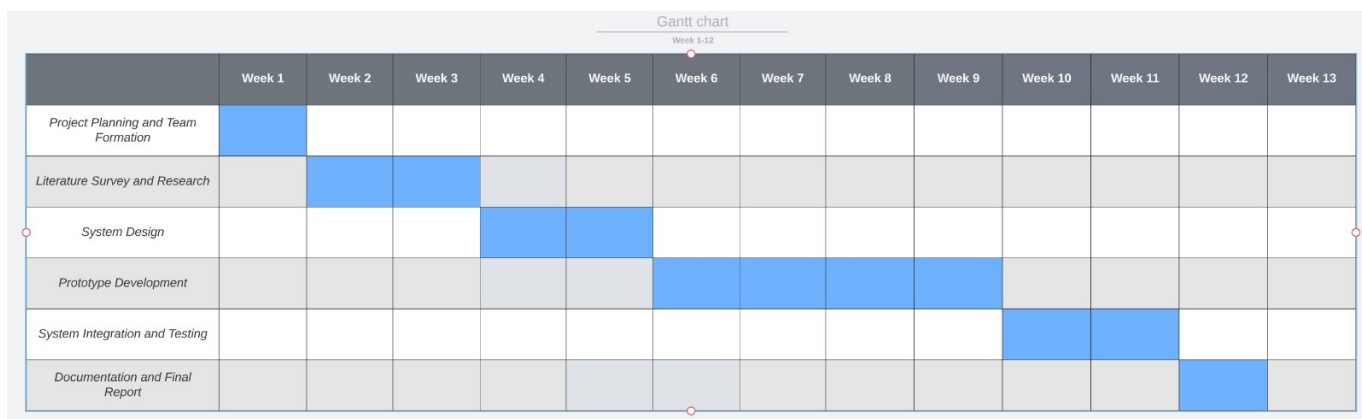 Gantt chart
Week 1-12
Week 1 Week 2 Week 3 Week 4 Week 5 Week 6 Week 7 Week 8 Week 9 Week 10 Week 11 Week 12 Week 13
Project Planning and Team
Formation
Literature Survey and Research
System Design
Prototype Development
System Integration and Testing
Documentation and Final
Report